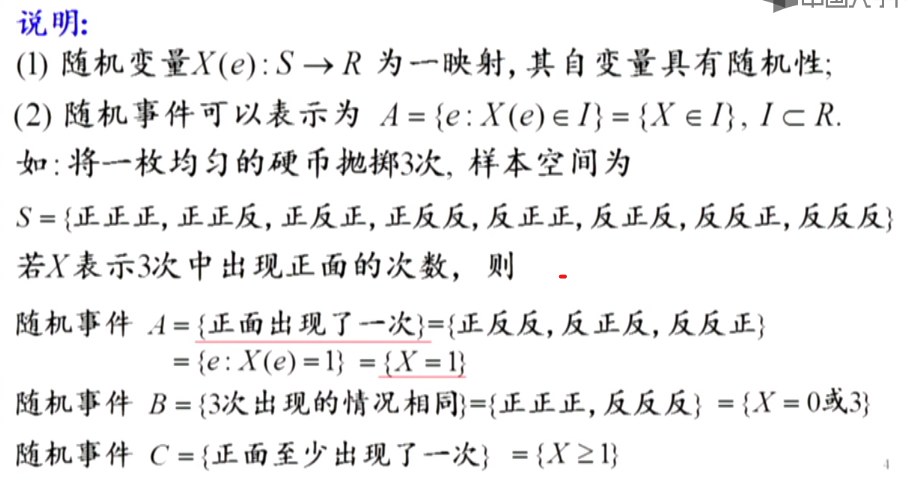 说明:
(1) 随机变量X(e): S → R 为一映射, 其自变量具有随机性;
(2) 随机事件可以表示为 A = {e: X(e) ∈ I} = {X ∈ I}, I ⊂ R.
如: 将一枚均匀的硬币抛掷3次, 样本空间为
S = {正正正, 正正反, 正反正, 正反反, 反正正, 反正反, 反反正, 反反反}
若X表示3次中出现正面的次数, 则
随机事件 A = {正面出现了一次}={正反反, 反正反, 反反正}
= {e: X(e) = 1} = {X = 1}
随机事件 B = {3次出现的情况相同}={正正正, 反反反} = {X = 0或3}
随机事件 C = {正面至少出现了一次} = {X ≥ 1}
4